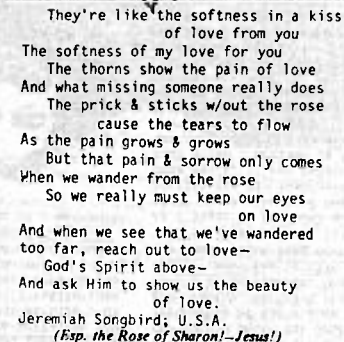 They're like the softness in a kiss
of love from you
The softness of my love for you
The thorns show the pain of love
And what missing someone really does
The prick & sticks w/out the rose
cause the tears to flow
As the pain grows & grows
But that pain & sorrow only comes
When we wander from the rose
So we really must keep our eyes
on love
And when we see that we've wandered
too far, reach out to love—
God's Spirit above—
And ask Him to show us the beauty
of love.
Jeremiah Songbird; U.S.A.
(Esp. the Rose of Sharon!—Jesus!)